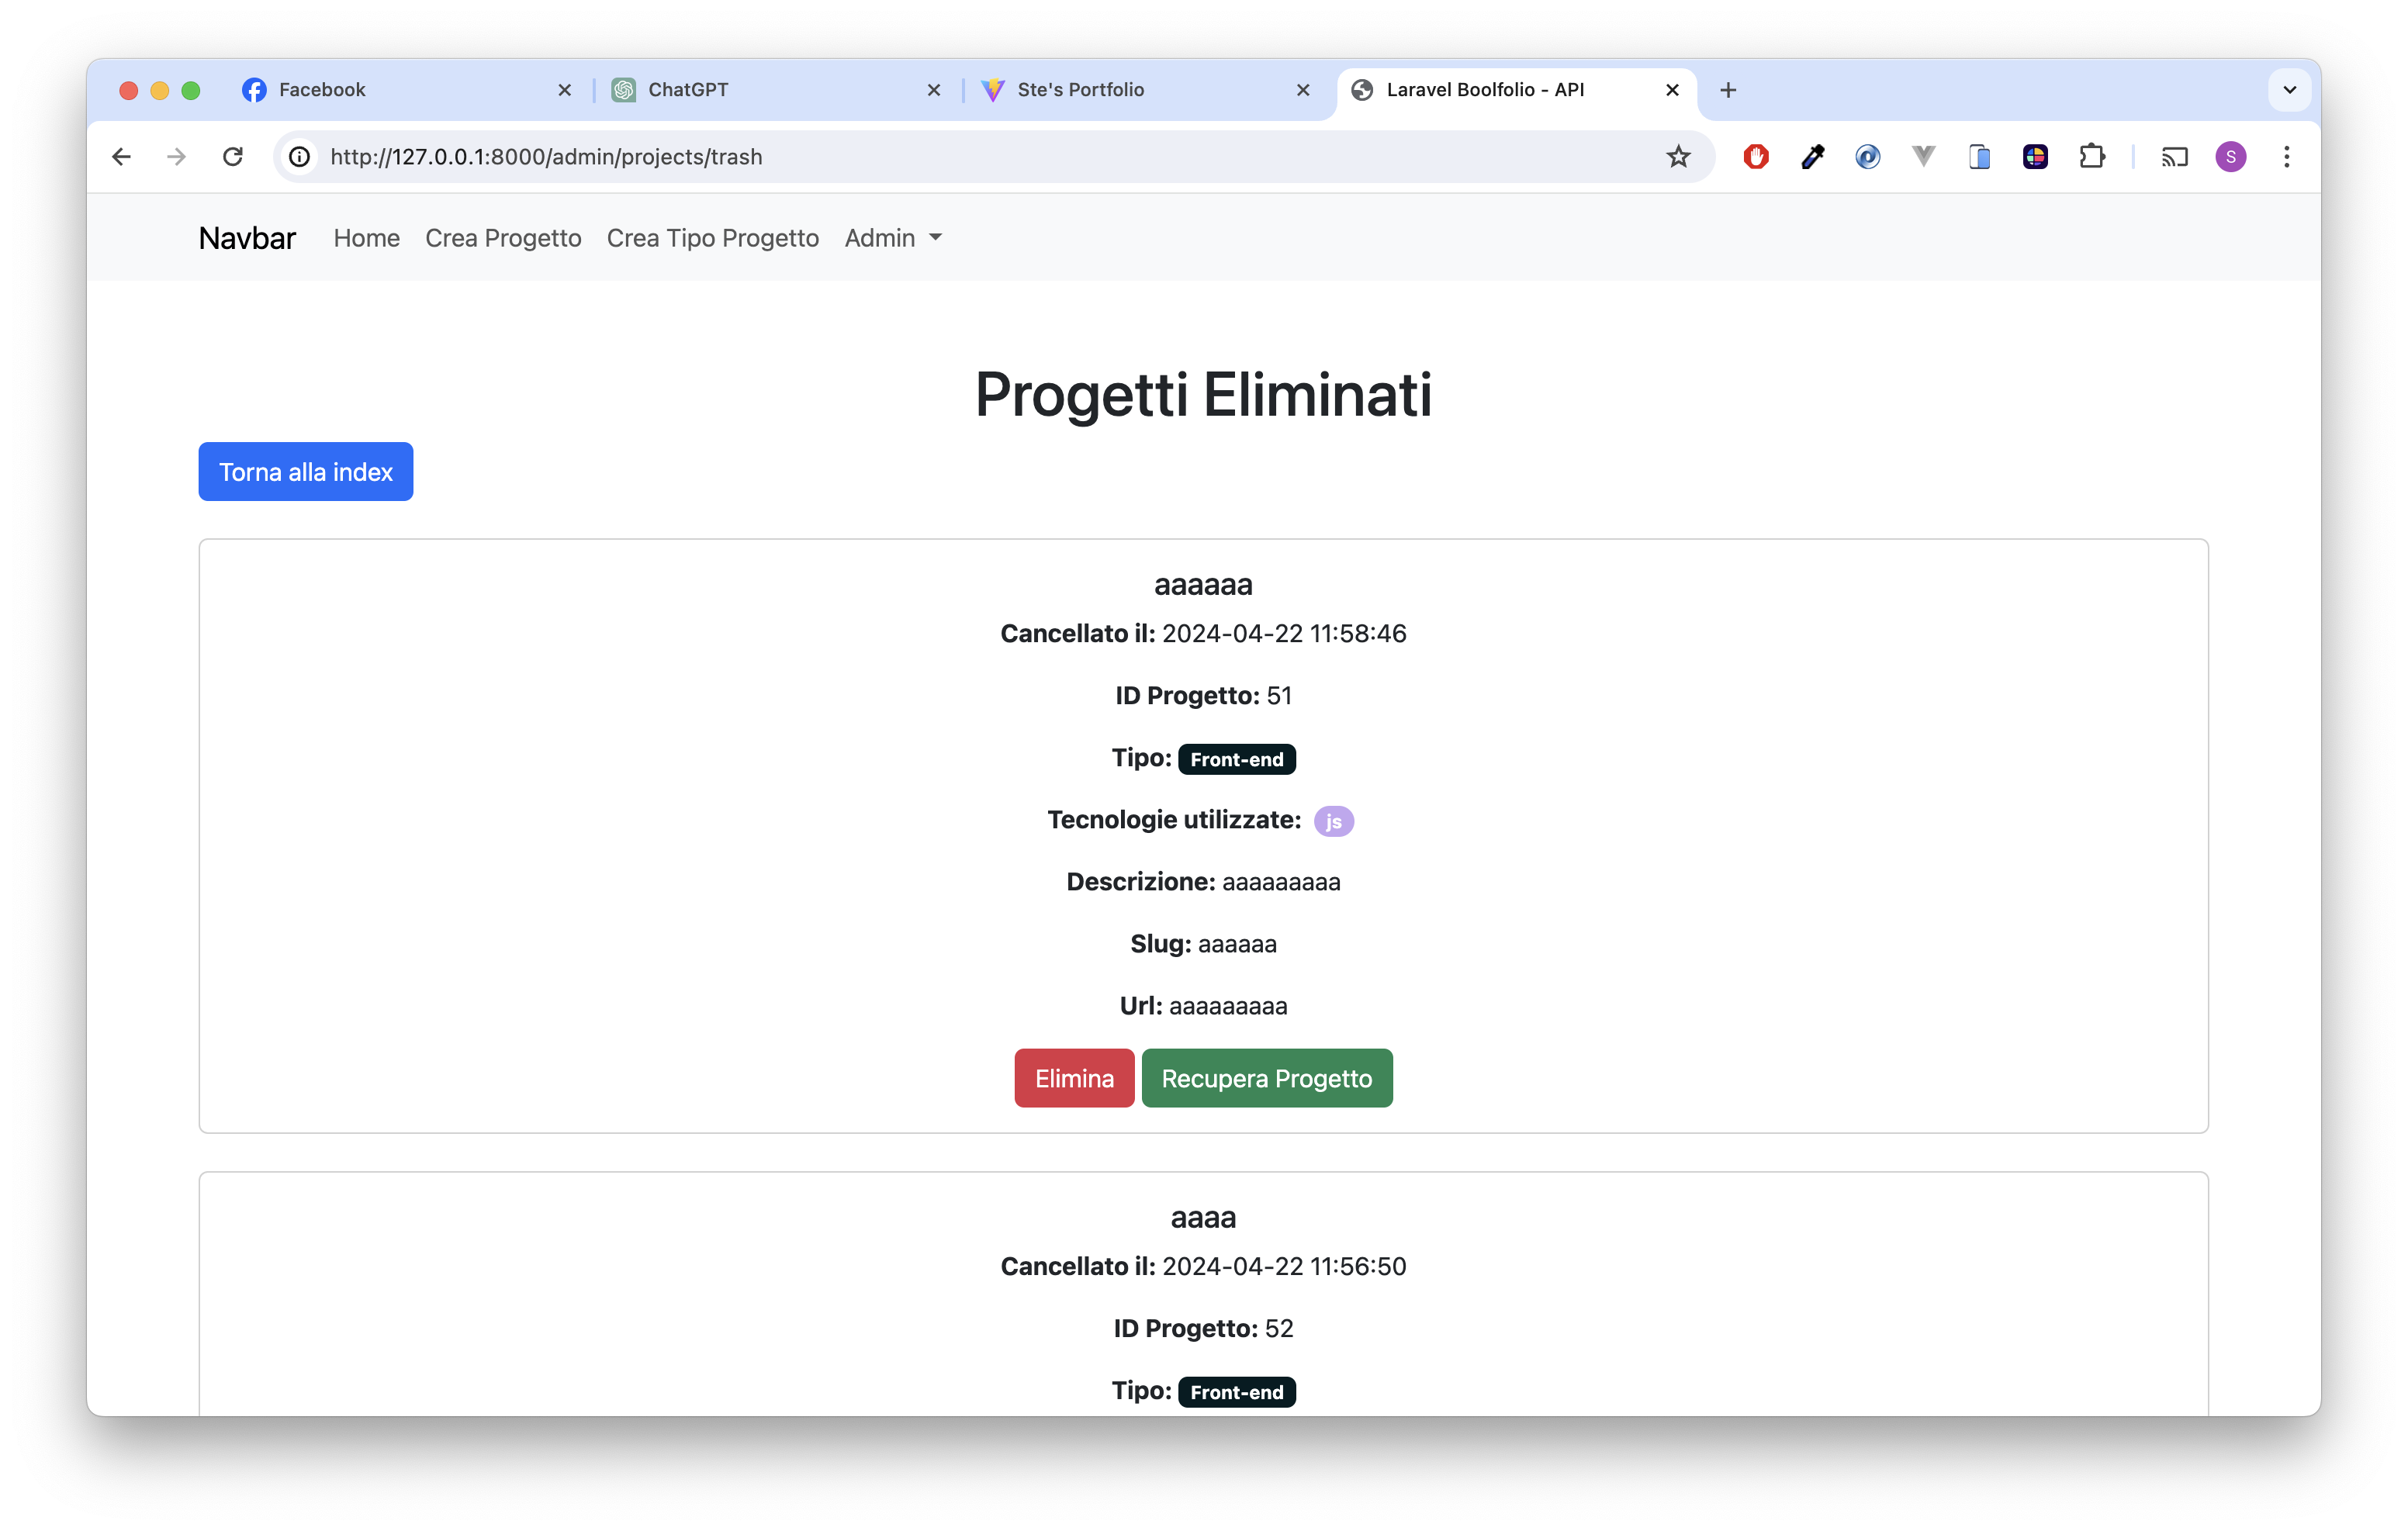 Facebook
ChatGPT
Ste's Portfolio
Laravel Boolfolio - API
http://127.0.0.1:8000/admin/projects/trash
S
Navbar Home Crea Progetto Crea Tipo Progetto Admin
Progetti Eliminati
Torna alla index
aaaaaa
Cancellato il: 2024-04-22 11:58:46
ID Progetto: 51
Tipo: Front-end
Tecnologie utilizzate: js
Descrizione: aaaaaaaaa
Slug: aaaaaa
Url: aaaaaaaaa
Elimina Recupera Progetto
aaaa
Cancellato il: 2024-04-22 11:56:50
ID Progetto: 52
Tipo: Front-end